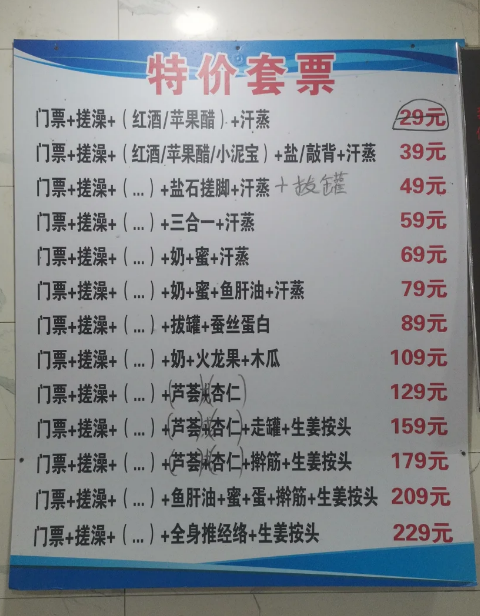 特价套票
门票+搓澡+（红酒/苹果醋）+汗蒸 29元
门票+搓澡+（红酒/苹果醋/小泥宝）+盐/敲背+汗蒸 39元
门票+搓澡+（...）+盐石搓脚+汗蒸+拔罐 49元
门票+搓澡+（...）+三合一+汗蒸 59元
门票+搓澡+（...）+奶+蜜+汗蒸 69元
门票+搓澡+（...）+奶+蜜+鱼肝油+汗蒸 79元
门票+搓澡+（...）+拔罐+蚕丝蛋白 89元
门票+搓澡+（...）+奶+火龙果+木瓜 109元
门票+搓澡+（...）+(芦荟)(杏仁) 129元
门票+搓澡+（...）+(芦荟)(杏仁)+走罐+生姜按头 159元
门票+搓澡+（...）+(芦荟)(杏仁)+擀筋+生姜按头 179元
门票+搓澡+（...）+鱼肝油+蜜+蛋+擀筋+生姜按头 209元
门票+搓澡+（...）+全身推经络+生姜按头 229元